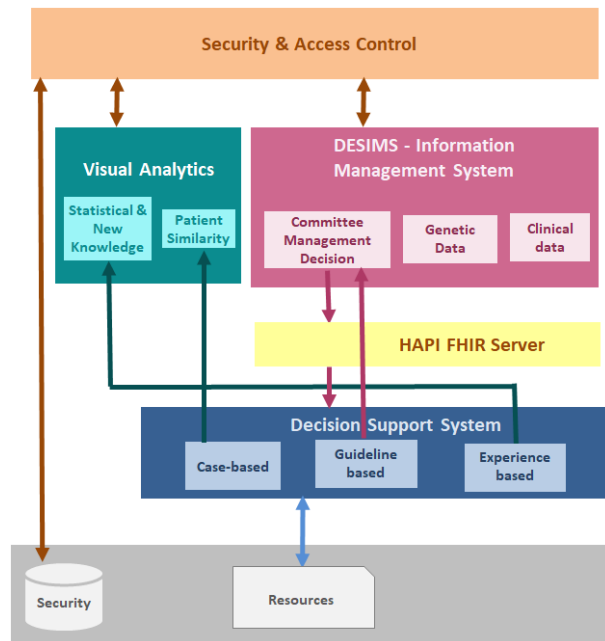 Security & Access Control
Visual Analytics
Statistical &
New
Knowledge
Patient
Similarity
DESIMS - Information
Management System
Committee
Management
Decision
Genetic
Data
Clinical
data
HAPI FHIR Server
Decision Support System
Case-based
Guideline
based
Experience
based
Security
Resources